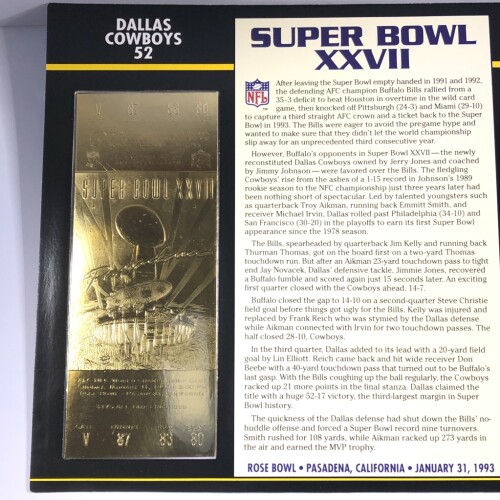 DALLAS
COWBOYS
52
SUPER BOWL
XXVII
NFL
After leaving the Super Bowl empty handed in 1991 and 1992,
the defending AFC champion Buffalo Bills rallied from a
35-3 deficit to beat Houston in overtime in the wild card
game, then knocked off Pittsburgh (24-3) and Miami (29-10)
to capture a third straight AFC crown and a ticket back to the Super
Bowl in 1993. The Bills were eager to avoid the pregame hype and
wanted to make sure that they didn't let the world championship
slip away for an unprecedented third consecutive year.
However, Buffalo's opponents in Super Bowl XXVII — the newly
reconstituted Dallas Cowboys owned by Jerry Jones and coached
by Jimmy Johnson — were favored over the Bills. The fledgling
Cowboys' rise from the ashes of a 1-15 record in Johnson's 1989
rookie season to the NFC championship just three years later had
been nothing short of spectacular. Led by talented youngsters such
as quarterback Troy Aikman, running back Emmitt Smith, and
receiver Michael Irvin, Dallas rolled past Philadelphia (34-10) and
San Francisco (30-20) in the playoffs to earn its first Super Bowl
appearance since the 1978 season.
The Bills, spearheaded by quarterback Jim Kelly and running back
Thurman Thomas, got on the board first on a two-yard Thomas
touchdown run. But after an Aikman 23-yard touchdown pass to tight
end Jay Novacek, Dallas' defensive tackle, Jimmie Jones, recovered
a Buffalo fumble and scored again just 15 seconds later. An exciting
first quarter closed with the Cowboys ahead, 14-7.
Buffalo closed the gap to 14-10 on a second-quarter Steve Christie
field goal before things got ugly for the Bills. Kelly was injured and
replaced by Frank Reich who was stymied by the Dallas defense
while Aikman connected with Irvin for two touchdown passes. The
half closed 28-10, Cowboys.
In the third quarter, Dallas added to its lead with a 20-yard field
goal by Lin Elliott. Reich came back and hit wide receiver Don
Beebe with a 40-yard touchdown pass that turned out to be Buffalo's
last gasp. With the Bills coughing up the ball regularly, the Cowboys
racked up 21 more points in the final stanza. Dallas claimed the
title with a huge 52-17 victory, the third-largest margin in Super
Bowl history.
The quickness of the Dallas defense had shut down the Bills' no-
huddle offense and forced a Super Bowl record nine turnovers.
Smith rushed for 108 yards, while Aikman racked up 273 yards in
the air and earned the MVP trophy.
ROSE BOWL • PASADENA, CALIFORNIA • JANUARY 31, 1993
SUPER BOWL XXVII